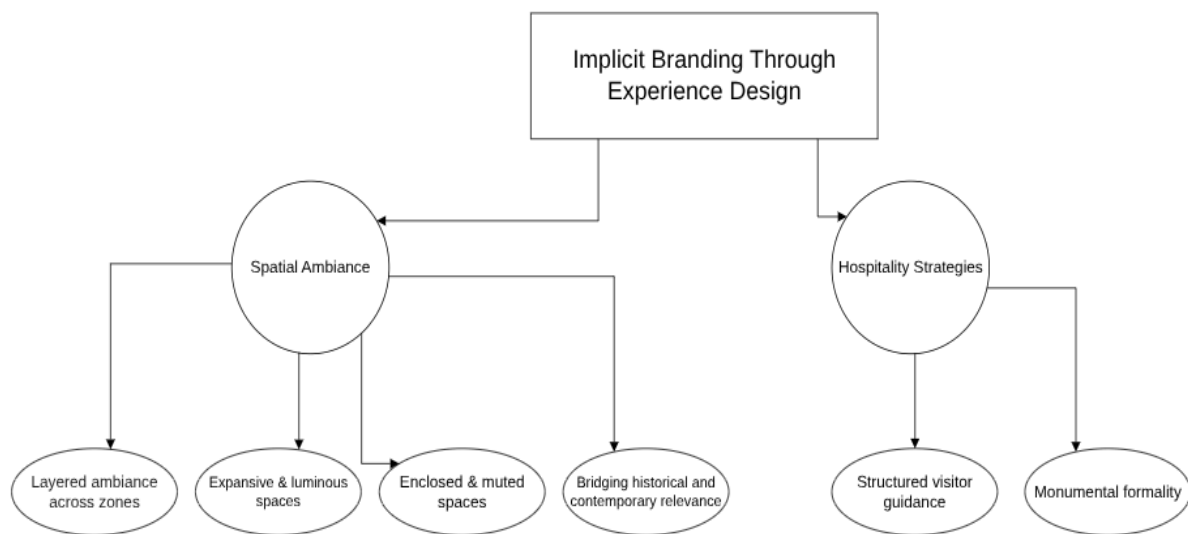 Implicit Branding Through
Experience Design
Spatial Ambiance
Hospitality Strategies
Layered ambiance
across zones
Expansive & luminous
spaces
Enclosed & muted
spaces
Bridging historical and
contemporary relevance
Structured visitor
guidance
Monumental formality